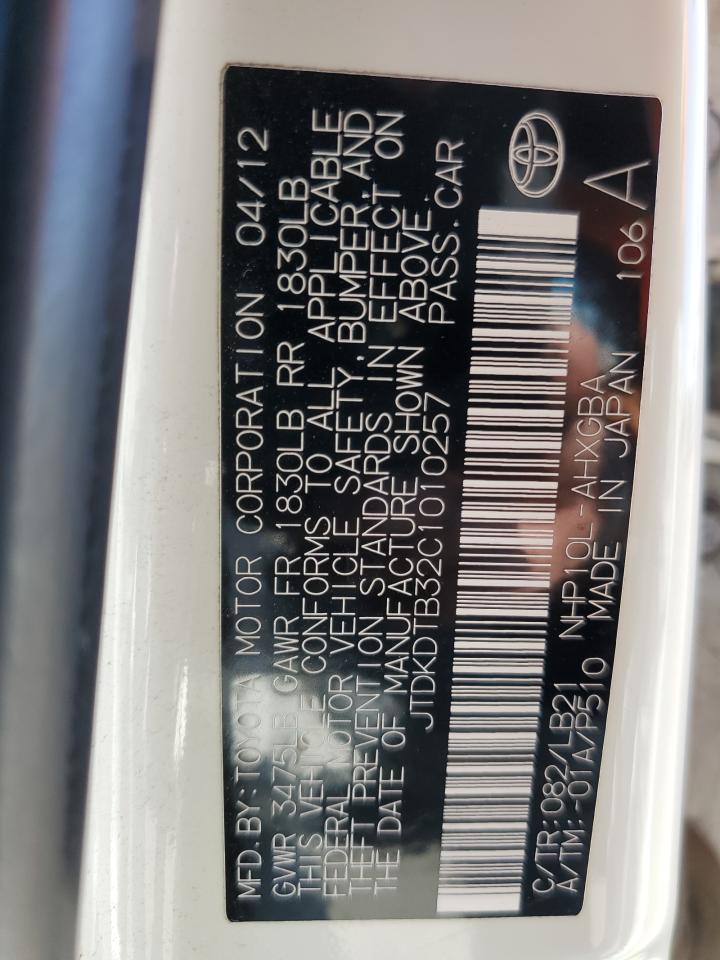 MFD.BY:TOYOTA MOTOR CORPORATION 04/12
GVWR 3475LB GAWR FR 1830LB RR 1830LB
THIS VEHICLE CONFORMS TO ALL APPLICABLE
FEDERAL MOTOR VEHICLE SAFETY, BUMPER, AND
THEFT PREVENTION STANDARDS IN EFFECT ON
THE DATE OF MANUFACTURE SHOWN ABOVE.
JTDKDTB32C1010257 PASS. CAR
C/TR:082/LB21 NHP10L-AHXGBA
A/TM:-01A/P510 MADE IN JAPAN 106 A